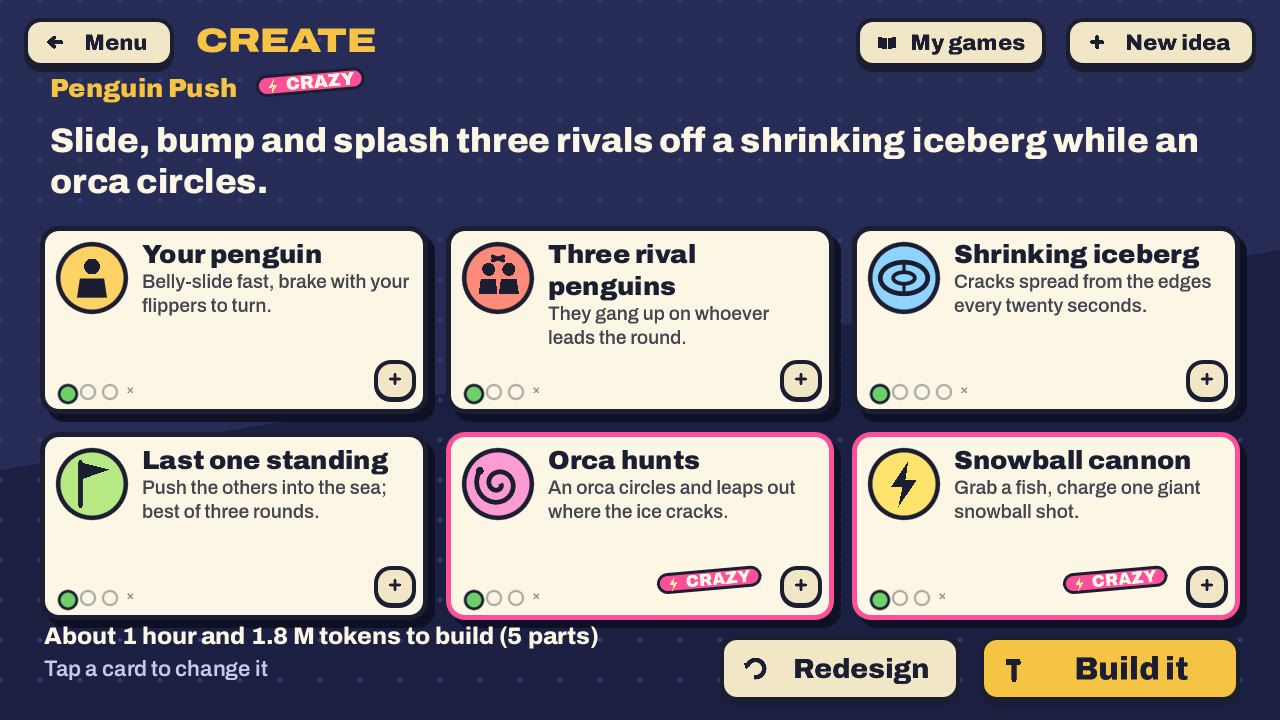 Menu
CREATE
My games
New idea
Penguin Push
CRAZY
Slide, bump and splash three rivals off a shrinking iceberg while an
orca circles.
Your penguin
Belly-slide fast, brake with your
flippers to turn.
Three rival
penguins
They gang up on whoever
leads the round.
Shrinking iceberg
Cracks spread from the edges
every twenty seconds.
Last one standing
Push the others into the sea;
best of three rounds.
Orca hunts
An orca circles and leaps out
where the ice cracks.
CRAZY
Snowball cannon
Grab a fish, charge one giant
snowball shot.
CRAZY
About 1 hour and 1.8 M tokens to build (5 parts)
Tap a card to change it
Redesign
Build it